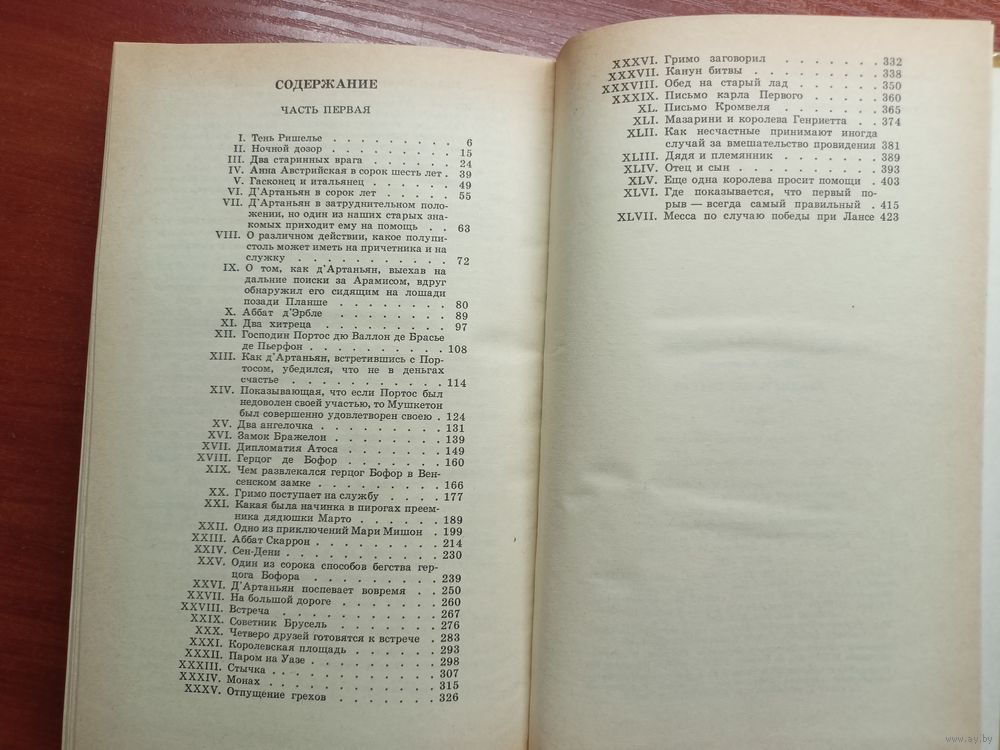 СОДЕРЖАНИЕ
ЧАСТЬ ПЕРВАЯ
I. Тень Ришелье . . . . . . . . . 6
II. Ночной дозор . . . . . . . . . 15
III. Два старинных врага . . . . . . 24
IV. Анна Австрийская в сорок шесть лет . 39
V. Гасконец и итальянец . . . . . . 49
VI. Д'Артаньян в сорок лет . . . . . 55
VII. Д'Артаньян в затруднительном поло-
жении, но один из наших старых зна-
комых приходит ему на помощь . . 63
VIII. О различном действии, какое полупи-
столь может иметь на причетника и на
служку . . . . . . . . . . . 72
IX. О том, как д'Артаньян, выехав на
дальние поиски за Арамисом, вдруг
обнаружил его сидящим на лошади
позади Планше . . . . . . . . 80
X. Аббат д'Эрбле . . . . . . . . 89
XI. Два хитреца . . . . . . . . . 97
XII. Господин Портос дю Валлон де Брасье
де Пьерфон . . . . . . . . . . 108
XIII. Как д'Артаньян, встретившись с Пор-
тосом, убедился, что не в деньгах
счастье . . . . . . . . . . . 114
XIV. Показывающая, что если Портос был
недоволен своей участью, то Мушкетон
был совершенно удовлетворен своею . 124
XV. Два ангелочка . . . . . . . . . 131
XVI. Замок Бражелон . . . . . . . . 139
XVII. Дипломатия Атоса . . . . . . . 149
XVIII. Герцог де Бофор . . . . . . . . 160
XIX. Чем развлекался герцог Бофор в Вен-
сенском замке . . . . . . . . . 166
XX. Гримо поступает на службу . . . . 177
XXI. Какая была начинка в пирогах преем-
ника дядюшки Марто . . . . . . 189
XXII. Одно из приключений Мари Мишон . 199
XXIII. Аббат Скаррон . . . . . . . . . 214
XXIV. Сен-Дени . . . . . . . . . . . 230
XXV. Один из сорока способов бегства гер-
цога Бофора . . . . . . . . . 239
XXVI. Д'Артаньян поспевает вовремя . . 250
XXVII. На большой дороге . . . . . . . 260
XXVIII. Встреча . . . . . . . . . . . 267
XXIX. Советник Брусель . . . . . . . 276
XXX. Четверо друзей готовятся к встрече . 283
XXXI. Королевская площадь . . . . . . 293
XXXII. Паром на Уазе . . . . . . . . . 298
XXXIII. Стычка . . . . . . . . . . . . 307
XXXIV. Монах . . . . . . . . . . . . 315
XXXV. Отпущение грехов . . . . . . . 326
XXXVI. Гримо заговорил . . . . . . . 332
XXXVII. Канун битвы . . . . . . . . . 338
XXXVIII. Обед на старый лад . . . . . . 350
XXXIX. Письмо карла Первого . . . . . 360
XL. Письмо Кромвеля . . . . . . . 365
XLI. Мазарини и королева Генриетта . . 374
XLII. Как несчастные принимают иногда
случай за вмешательство провидения 381
XLIII. Дядя и племянник . . . . . . . 389
XLIV. Отец и сын . . . . . . . . . . 393
XLV. Еще одна королева просит помощи . 403
XLVI. Где показывается, что первый по-
рыв — всегда самый правильный . 415
XLVII. Месса по случаю победы при Лансе 423
www.ay.by